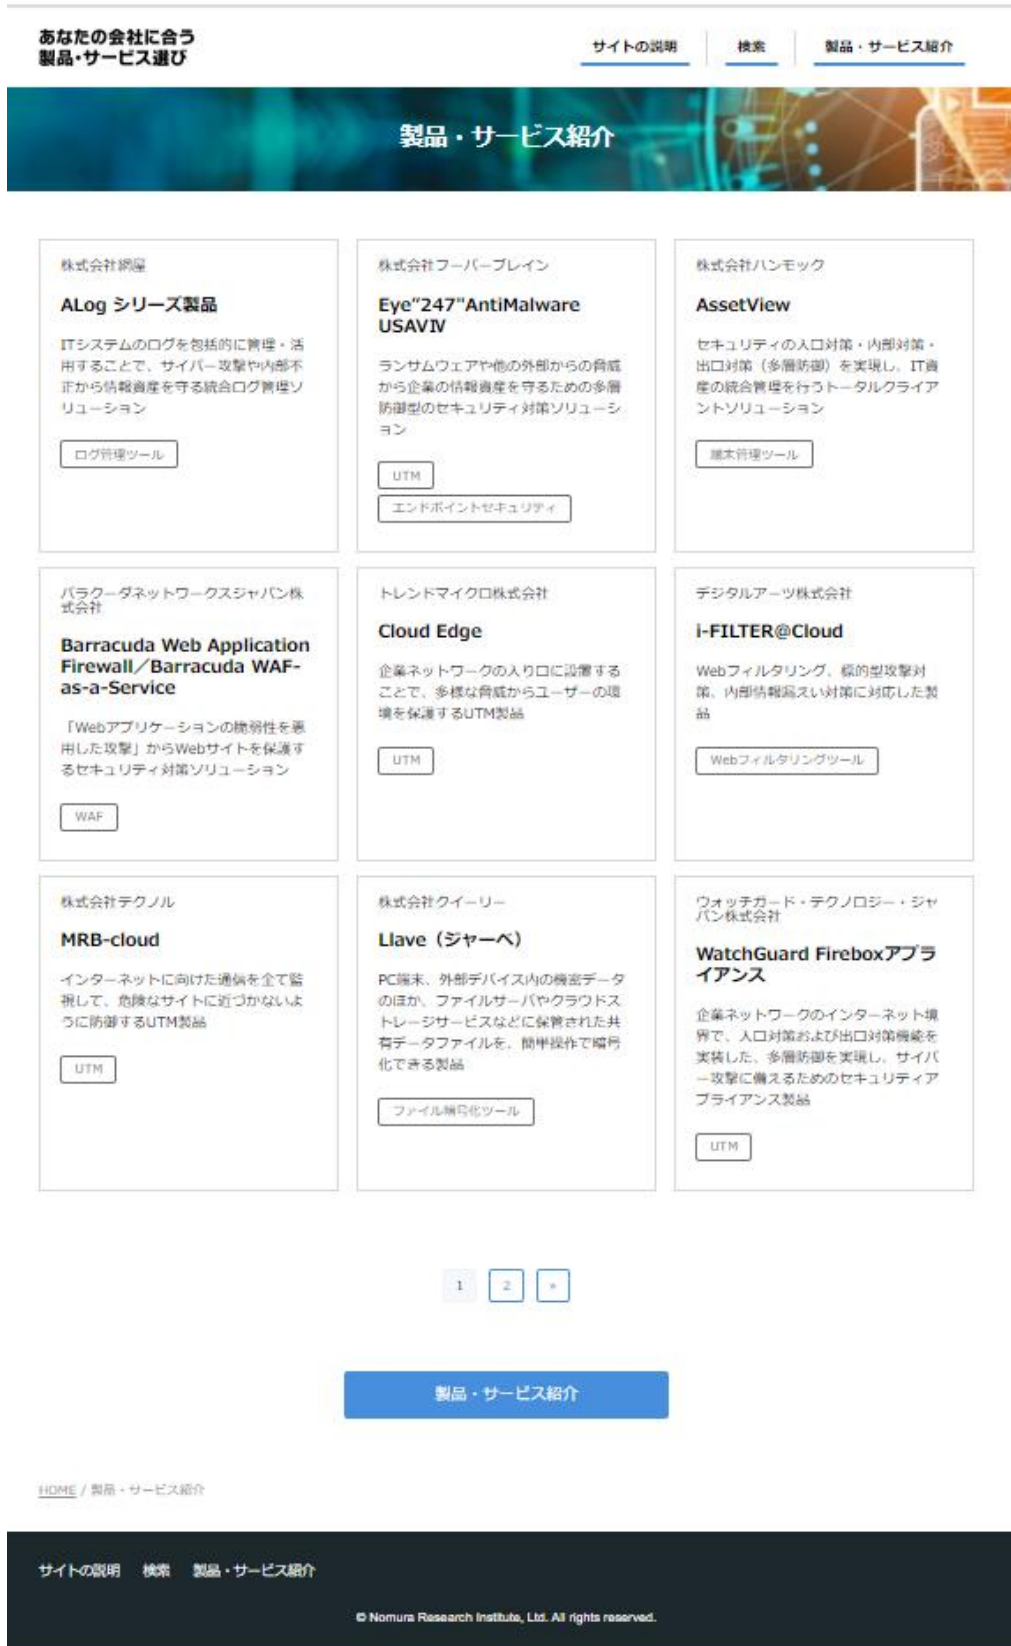 あなたの会社に合う
製品・サービス選び
サイトの説明
検索
製品・サービス紹介
製品・サービス紹介
株式会社網屋
ALog シリーズ製品
ITシステムのログを包括的に管理・活
用することで、サイバー攻撃や内部不
正から情報資産を守る統合ログ管理ソ
リューション
ログ管理ツール
株式会社フーバーブレイン
Eye"247"AntiMalware
USAVⅣ
ランサムウェアや他の外部からの脅威
から企業の情報資産を守るための多層
防御型のセキュリティ対策ソリューシ
ョン
UTM
エンドポイントセキュリティ
株式会社ハンモック
AssetView
セキュリティの入口対策・内部対策・
出口対策（多層防御）を実現し、IT資
産の統合管理を行うトータルクライア
ントソリューション
端末管理ツール
バラクーダネットワークスジャパン株
式会社
Barracuda Web Application
Firewall／Barracuda WAF-
as-a-Service
「Webアプリケーションの脆弱性を悪
用した攻撃」からWebサイトを保護す
るセキュリティ対策ソリューション
WAF
トレンドマイクロ株式会社
Cloud Edge
企業ネットワークの入り口に設置する
ことで、多様な脅威からユーザーの環
境を保護するUTM製品
UTM
デジタルアーツ株式会社
i-FILTER@Cloud
Webフィルタリング、標的型攻撃対
策、内部情報漏えい対策に対応した製
品
Webフィルタリングツール
株式会社テクノル
MRB-cloud
インターネットに向けた通信を全て監
視して、危険なサイトに近づかないよ
うに防御するUTM製品
UTM
株式会社クイーリー
Llave（ジャーベ）
PC端末、外部デバイス内の機密データ
のほか、ファイルサーバやクラウドス
トレージサービスなどに保管された共
有データファイルを、簡単操作で暗号
化できる製品
ファイル暗号化ツール
ウォッチガード・テクノロジー・ジャ
パン株式会社
WatchGuard Fireboxアプラ
イアンス
企業ネットワークのインターネット境
界で、入口対策および出口対策機能を
実装した、多層防御を実現し、サイバ
ー攻撃に備えるためのセキュリティア
プライアンス製品
UTM
1
2
»
製品・サービス紹介
HOME / 製品・サービス紹介
サイトの説明
検索
製品・サービス紹介
© Nomura Research Institute, Ltd. All rights reserved.